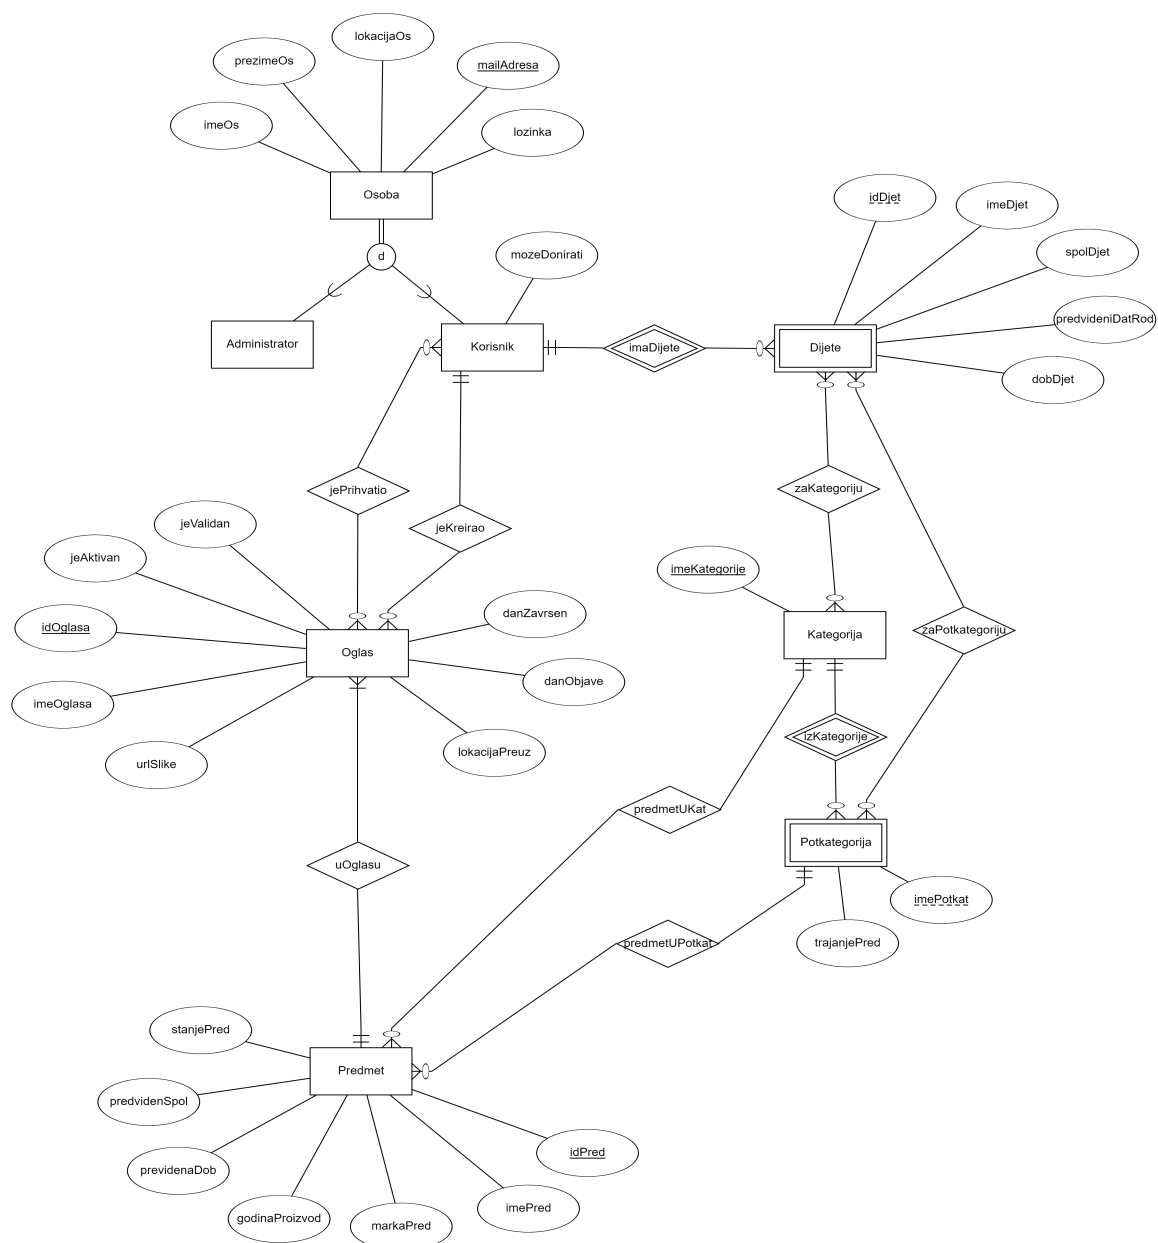 lokacijaOs
prezimeOs
mailAdresa
imeOs
lozinka
Osoba
idDjet
imeDjet
d
mozeDonirati
spolDjet
predvideniDatRod
Administrator
Korisnik
imaDijete
Dijete
dobDjet
jePrihvatio
zaKategoriju
jeValidan
jeKreirao
jeAktivan
imeKategorije
danZavrsen
idOglasa
zaPotkategoriju
Kategorija
Oglas
danObjave
imeOglasa
izKategorije
lokacijaPreuz
urlSlike
predmetUKat
Potkategorija
uOglasu
imePotkat
predmetUPotkat
trajanjePred
stanjePred
Predmet
predvidenSpol
idPred
previdenaDob
imePred
godinaProizvod
markaPred